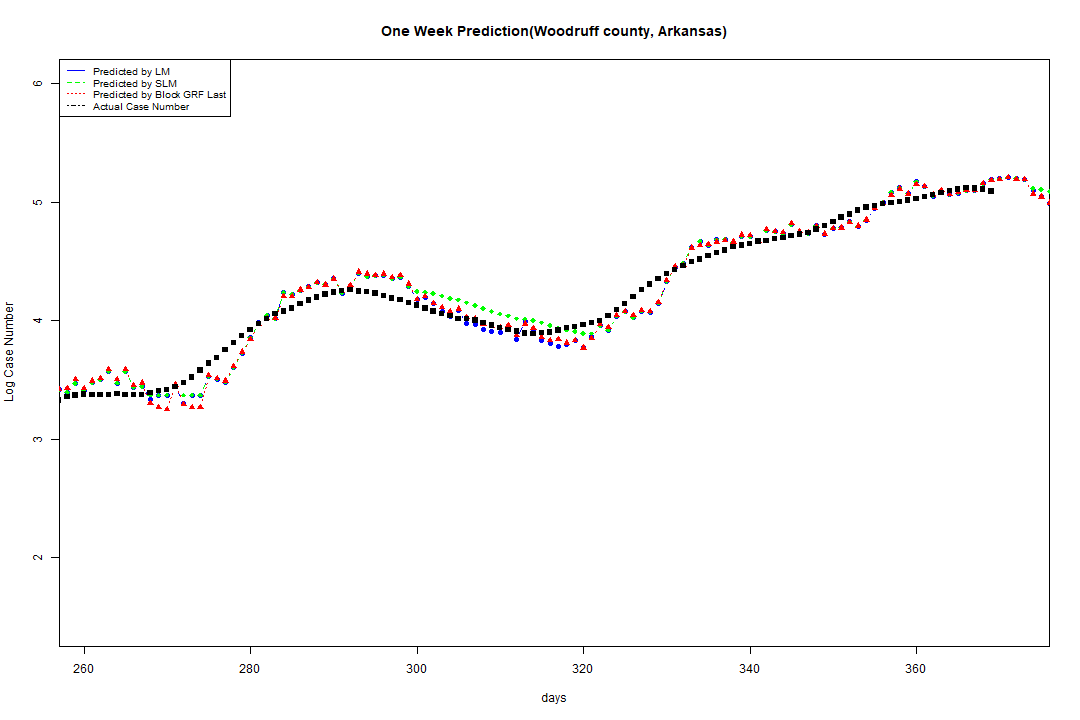 One Week Prediction(Woodruff county, Arkansas)
Predicted by LM
Predicted by SLM
Predicted by Block GRF Last
Actual Case Number
6
5
4
3
2
Log Case Number
260 280 300 320 340 360
days